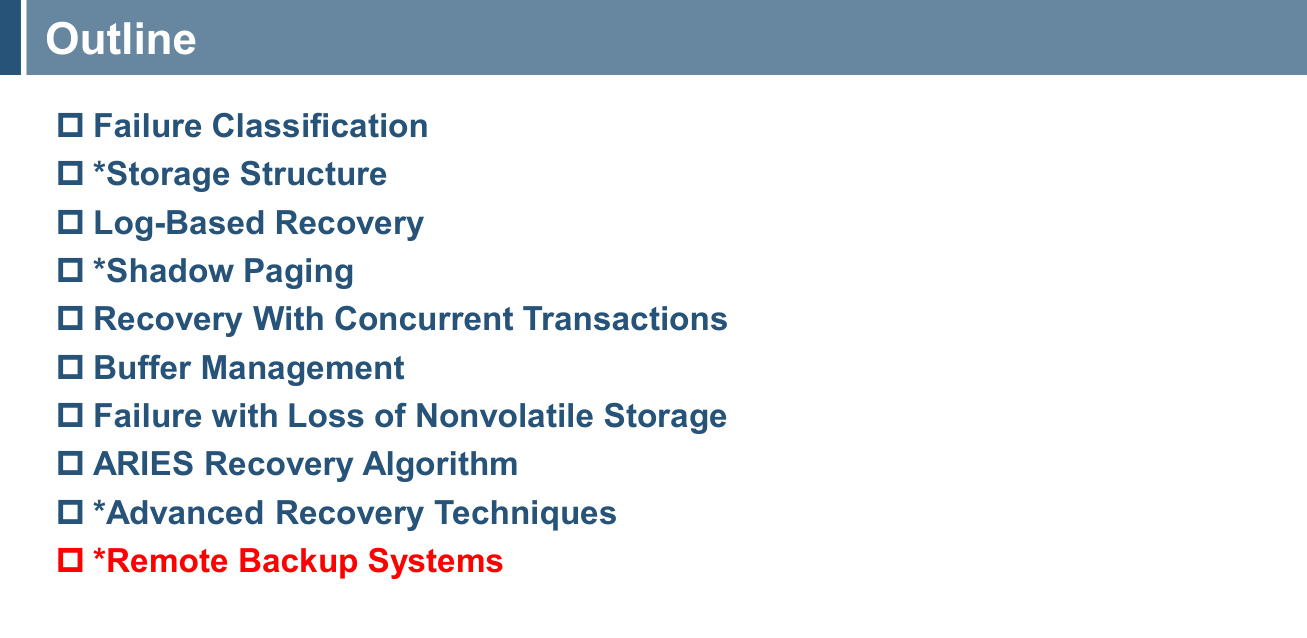 Outline
Failure Classification
*Storage Structure
Log-Based Recovery
*Shadow Paging
Recovery With Concurrent Transactions
Buffer Management
Failure with Loss of Nonvolatile Storage
ARIES Recovery Algorithm
*Advanced Recovery Techniques
*Remote Backup Systems